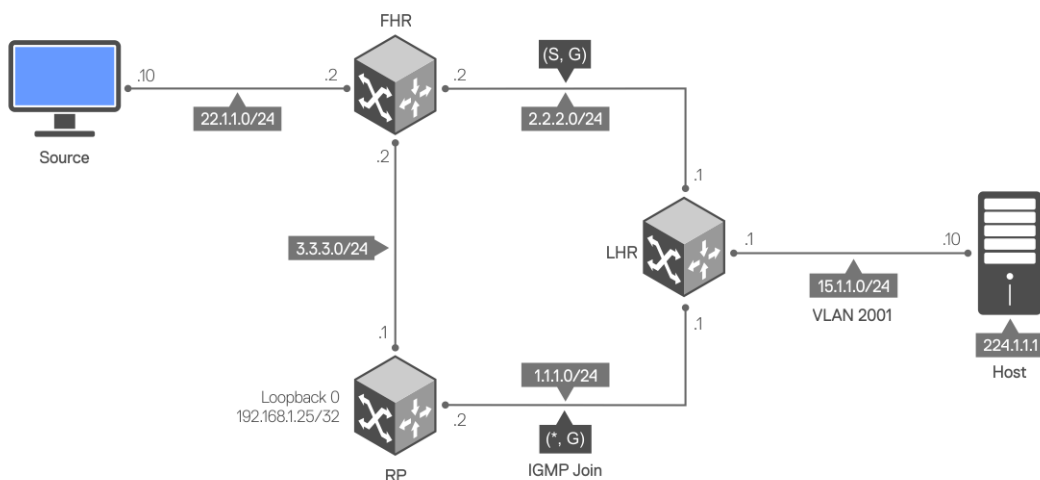 FHR
(S, G)
.10
.2
.2
22.1.1.0/24
2.2.2.0/24
Source
.2
.1
3.3.3.0/24
LHR
.1
.10
15.1.1.0/24
VLAN 2001
.1
.1
224.1.1.1
Host
1.1.1.0/24
Loopback 0
192.168.1.25/32
.2
(*, G)
RP
IGMP Join